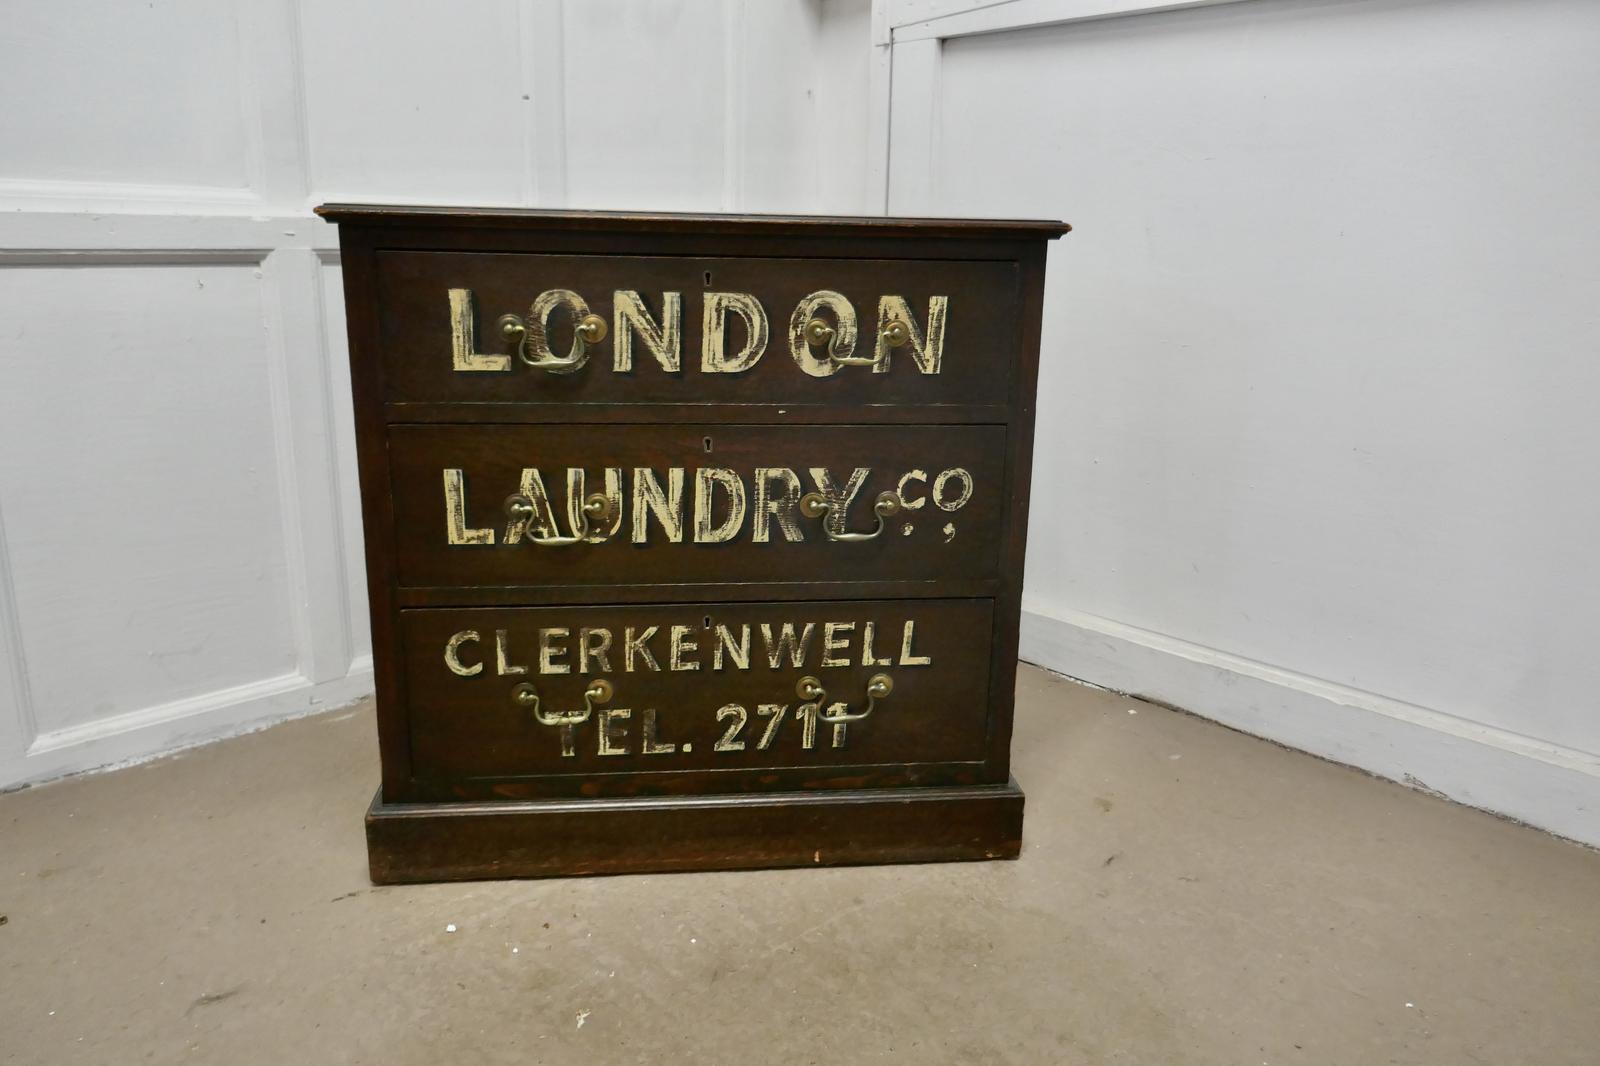 LONDON
LAUNDRY CO.,
CLERKENWELL
TEL. 2711